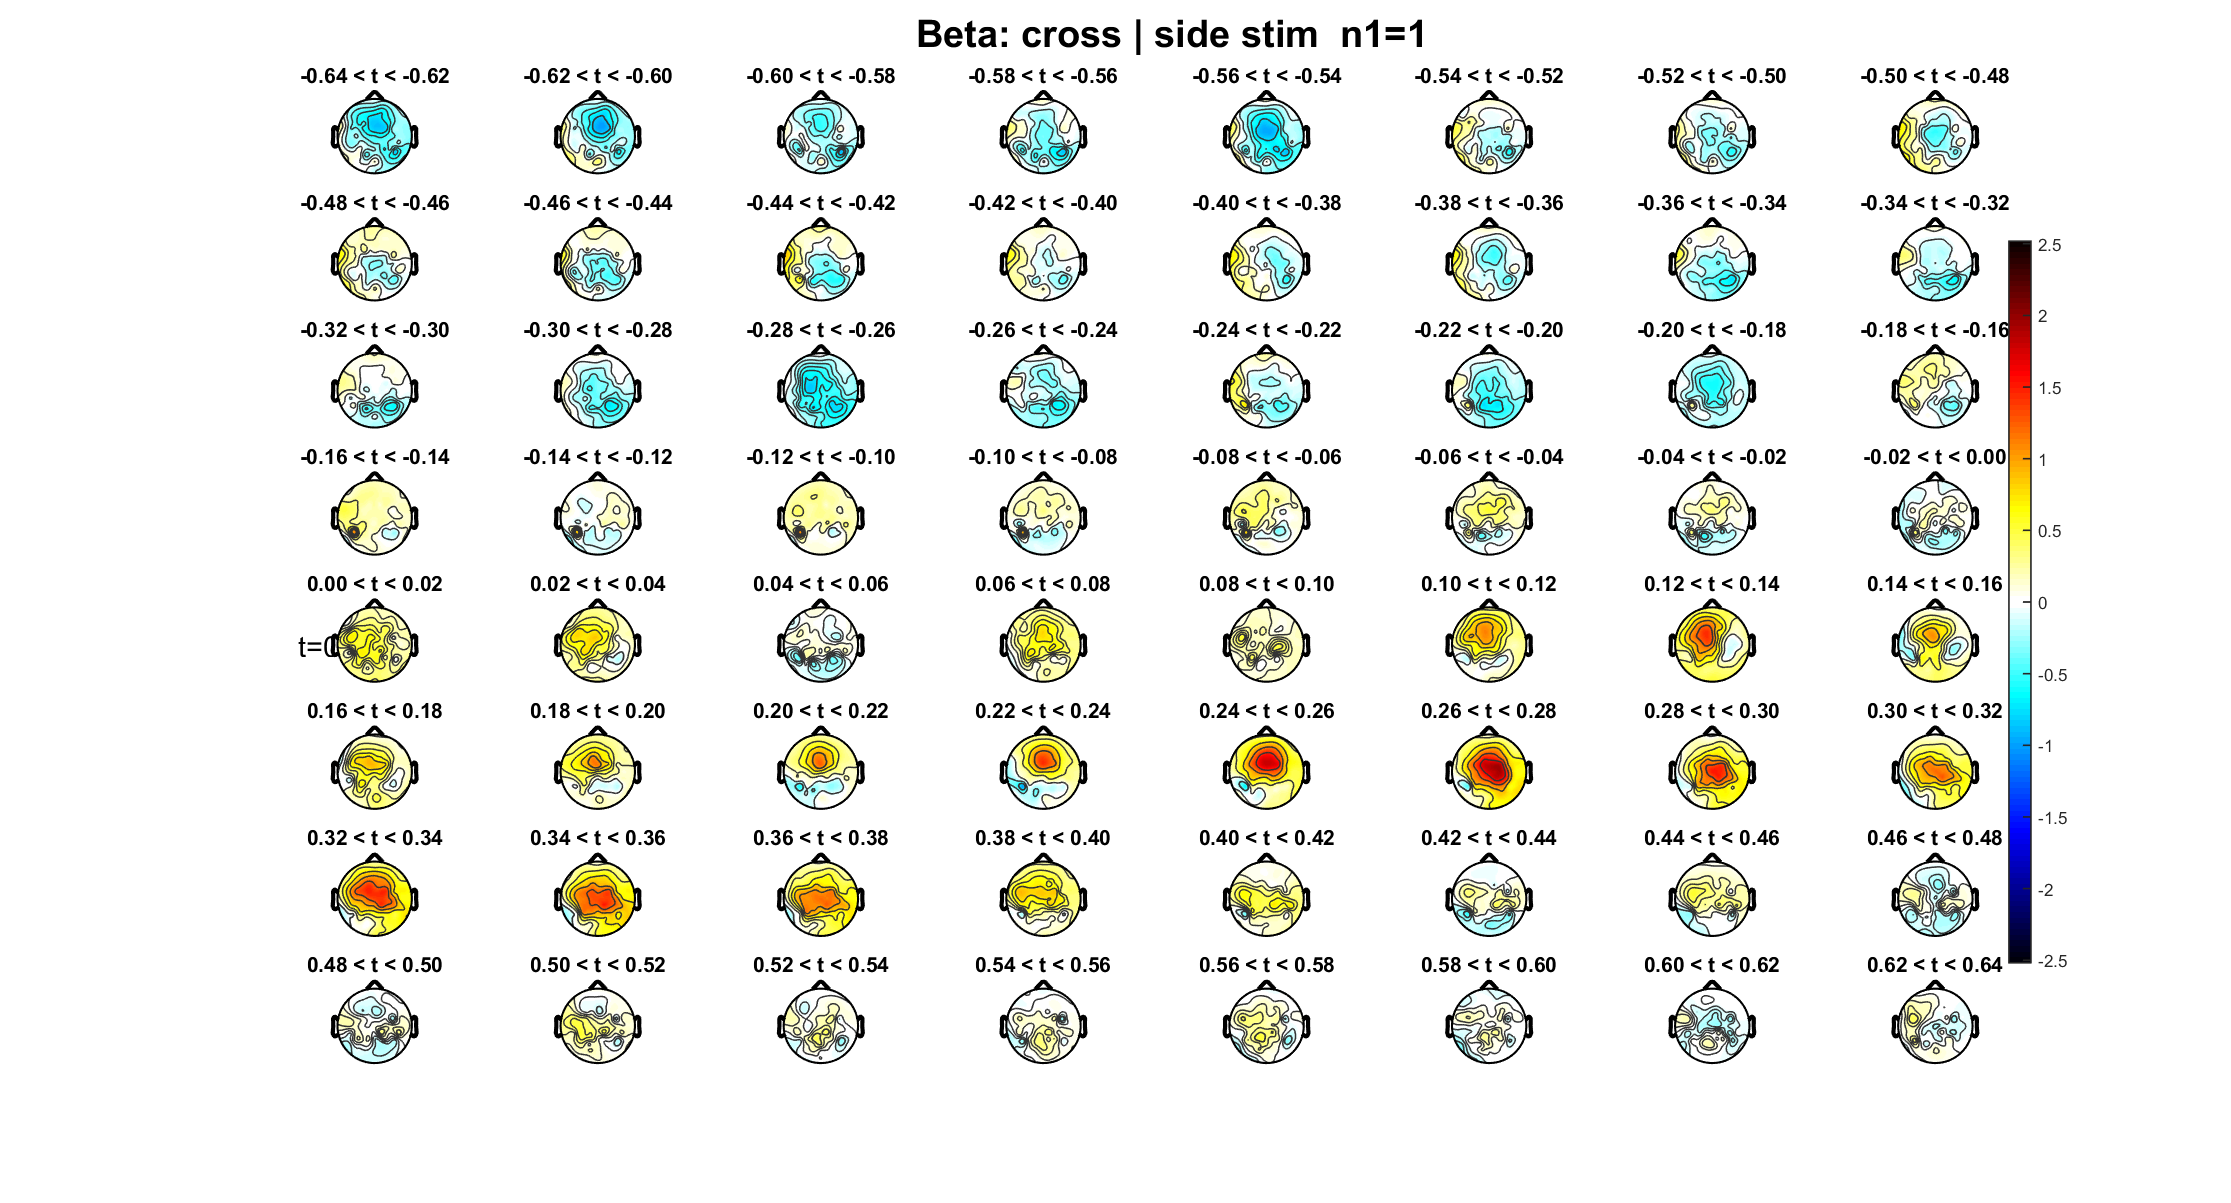 Beta: cross | side stim  n1=1
-0.64 < t < -0.62 -0.62 < t < -0.60 -0.60 < t < -0.58 -0.58 < t < -0.56 -0.56 < t < -0.54 -0.54 < t < -0.52 -0.52 < t < -0.50 -0.50 < t < -0.48
-0.48 < t < -0.46 -0.46 < t < -0.44 -0.44 < t < -0.42 -0.42 < t < -0.40 -0.40 < t < -0.38 -0.38 < t < -0.36 -0.36 < t < -0.34 -0.34 < t < -0.32
2.5
2
-0.32 < t < -0.30 -0.30 < t < -0.28 -0.28 < t < -0.26 -0.26 < t < -0.24 -0.24 < t < -0.22 -0.22 < t < -0.20 -0.20 < t < -0.18 -0.18 < t < -0.16
1.5
-0.16 < t < -0.14 -0.14 < t < -0.12 -0.12 < t < -0.10 -0.10 < t < -0.08 -0.08 < t < -0.06 -0.06 < t < -0.04 -0.04 < t < -0.02 -0.02 < t < 0.00
1
0.5
0.00 < t < 0.02 0.02 < t < 0.04 0.04 < t < 0.06 0.06 < t < 0.08 0.08 < t < 0.10 0.10 < t < 0.12 0.12 < t < 0.14 0.14 < t < 0.16
0
t=0
-0.5
0.16 < t < 0.18 0.18 < t < 0.20 0.20 < t < 0.22 0.22 < t < 0.24 0.24 < t < 0.26 0.26 < t < 0.28 0.28 < t < 0.30 0.30 < t < 0.32
-1
-1.5
0.32 < t < 0.34 0.34 < t < 0.36 0.36 < t < 0.38 0.38 < t < 0.40 0.40 < t < 0.42 0.42 < t < 0.44 0.44 < t < 0.46 0.46 < t < 0.48
-2
-2.5
0.48 < t < 0.50 0.50 < t < 0.52 0.52 < t < 0.54 0.54 < t < 0.56 0.56 < t < 0.58 0.58 < t < 0.60 0.60 < t < 0.62 0.62 < t < 0.64